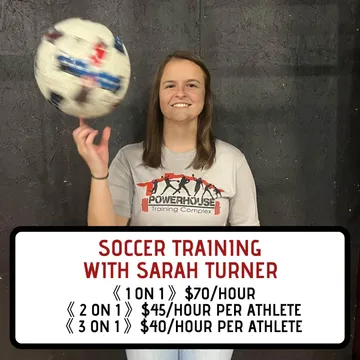 POWERHOUSE
Training Complex
SOCCER TRAINING
WITH SARAH TURNER
《 1 ON 1 》 $70/HOUR
《 2 ON 1 》 $45/HOUR PER ATHLETE
《 3 ON 1 》 $40/HOUR PER ATHLETE